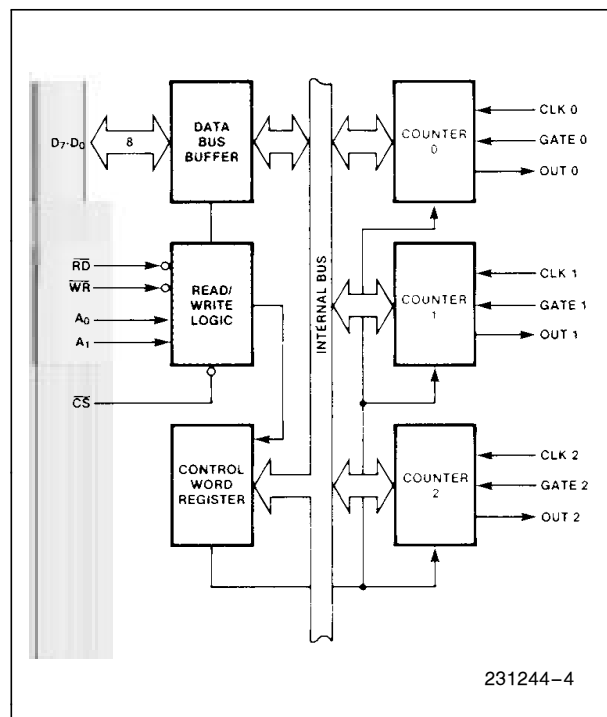 D7-D0
8
DATA
BUS
BUFFER
RD
WR
A0
A1
READ/
WRITE
LOGIC
CS
CONTROL
WORD
REGISTER
INTERNAL BUS
COUNTER
0
CLK 0
GATE 0
OUT 0
COUNTER
1
CLK 1
GATE 1
OUT 1
COUNTER
2
CLK 2
GATE 2
OUT 2
231244-4